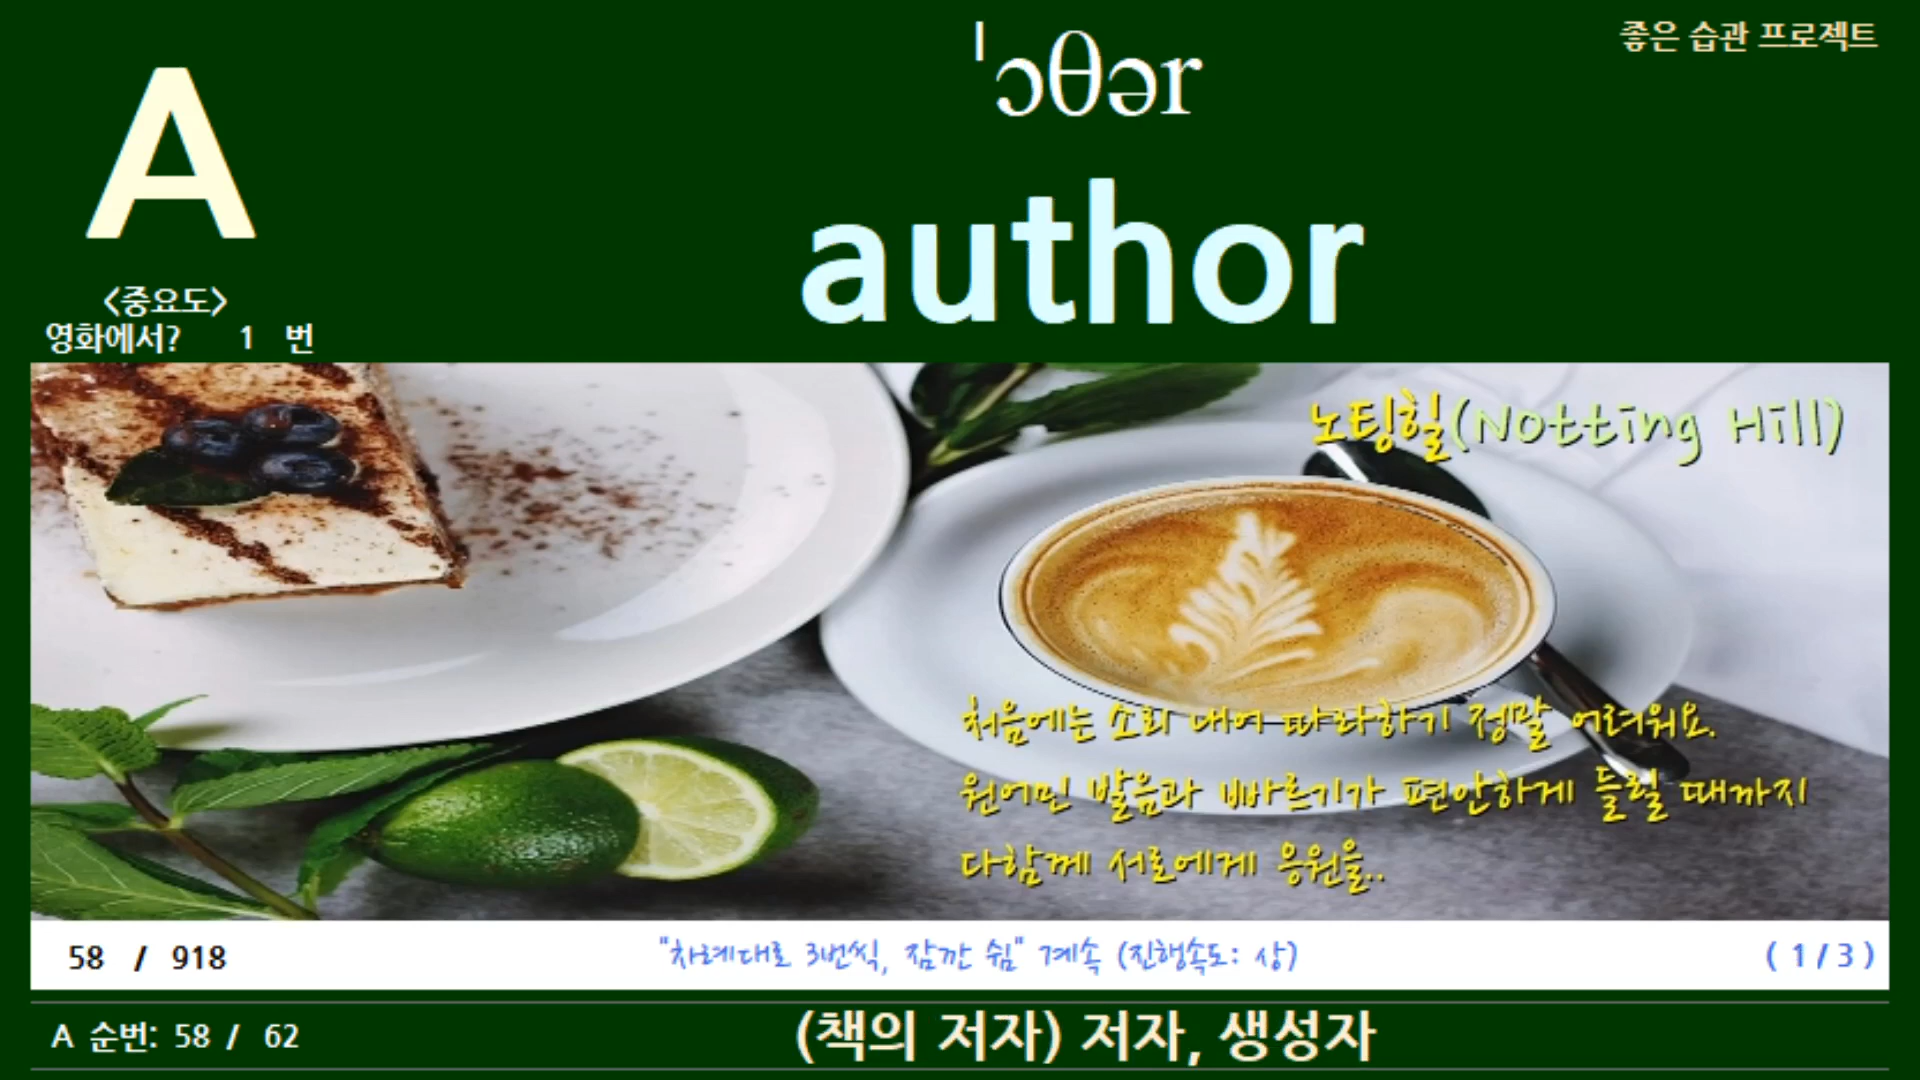 좋은 습관 프로젝트
A
ˈɔθər
author
<중요도>
영화에서? 1 번
노팅힐(Notting Hill)
처음에는 소리 내어 따라하기 정말 어려워요.
원어민 발음과 빠르기가 편안하게 들릴 때까지
다함께 서로에게 응원을..
58 / 918
"차례대로 3번씩, 잠깐 쉼" 계속 (진행속도: 상)
( 1 / 3 )
A 순번: 58 / 62
(책의 저자) 저자, 생성자